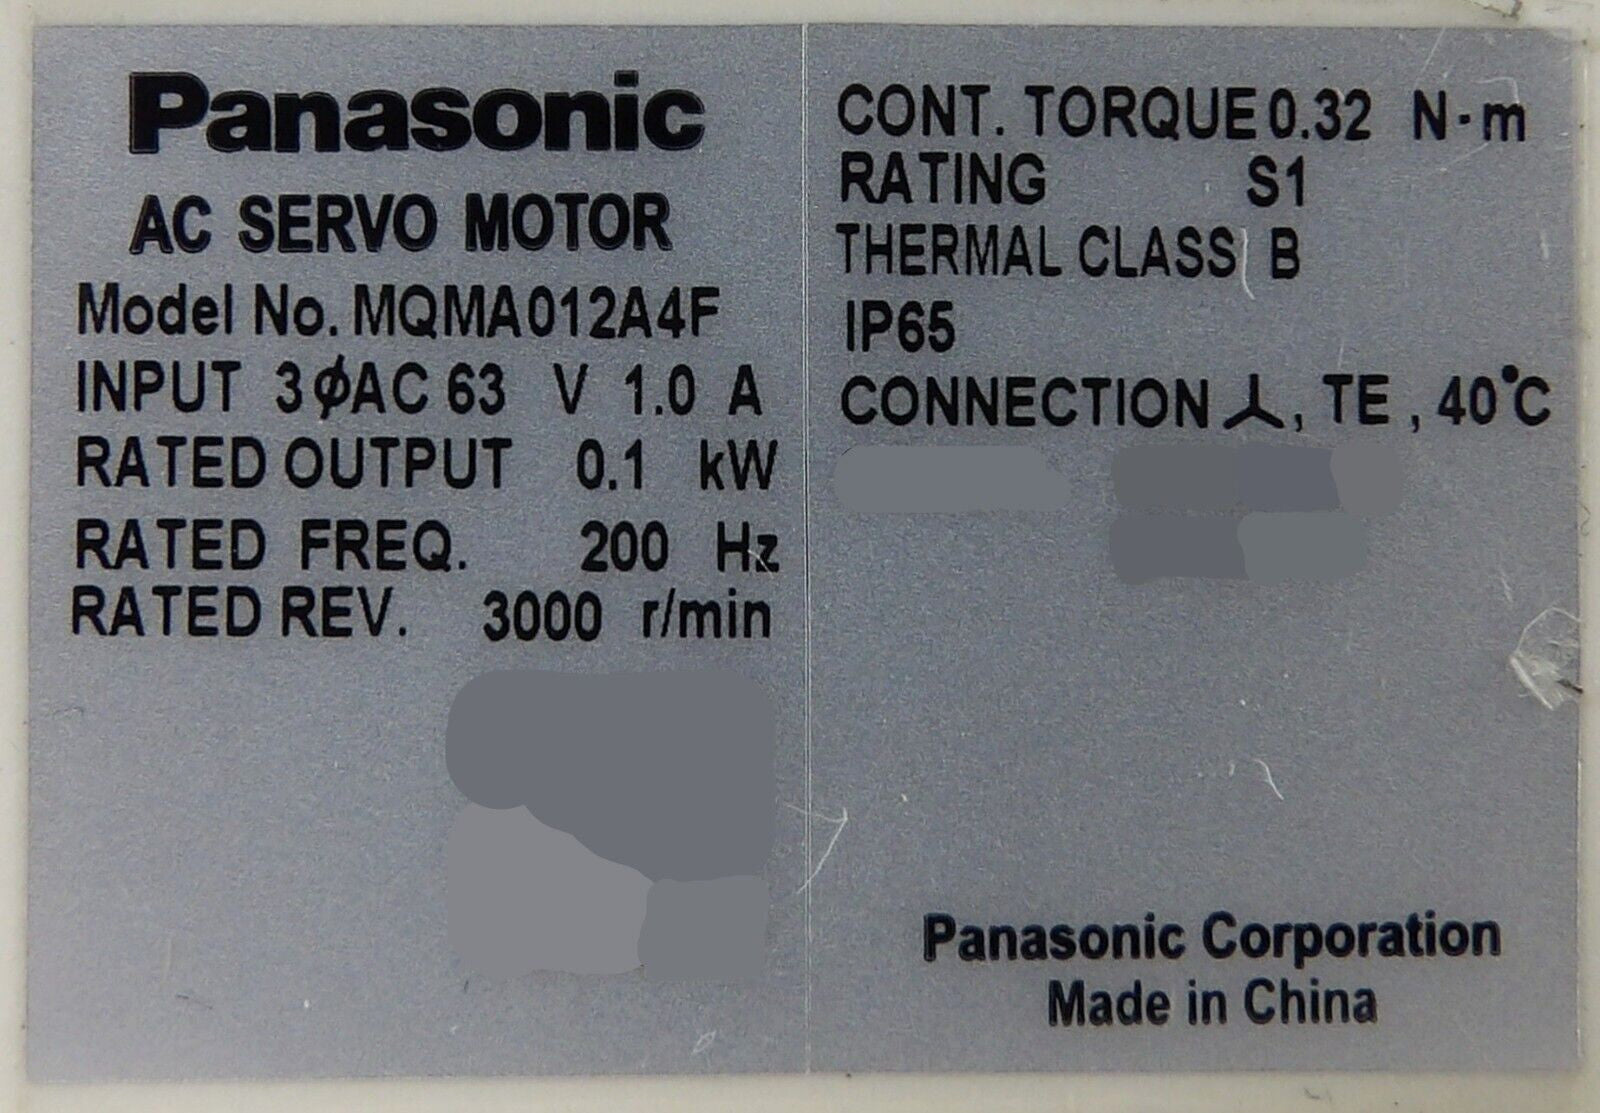 Panasonic
AC SERVO MOTOR
Model No. MQMA012A4F
INPUT 3ϕAC 63 V 1.0 A
RATED OUTPUT 0.1 kW
RATED FREQ. 200 Hz
RATED REV. 3000 r/min
CONT. TORQUE 0.32 N·m
RATING S1
THERMAL CLASS B
IP65
CONNECTION ⅄, TE, 40°C
Panasonic Corporation
Made in China